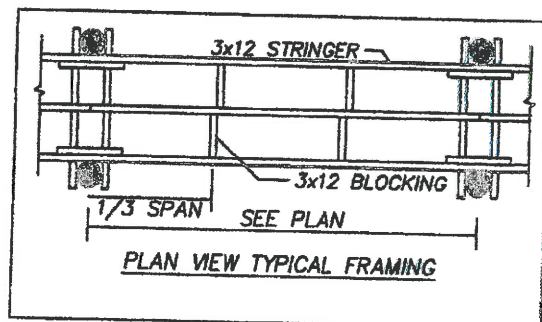 3x12 STRINGER
3x12 BLOCKING
1/3 SPAN
SEE PLAN
PLAN VIEW TYPICAL FRAMING